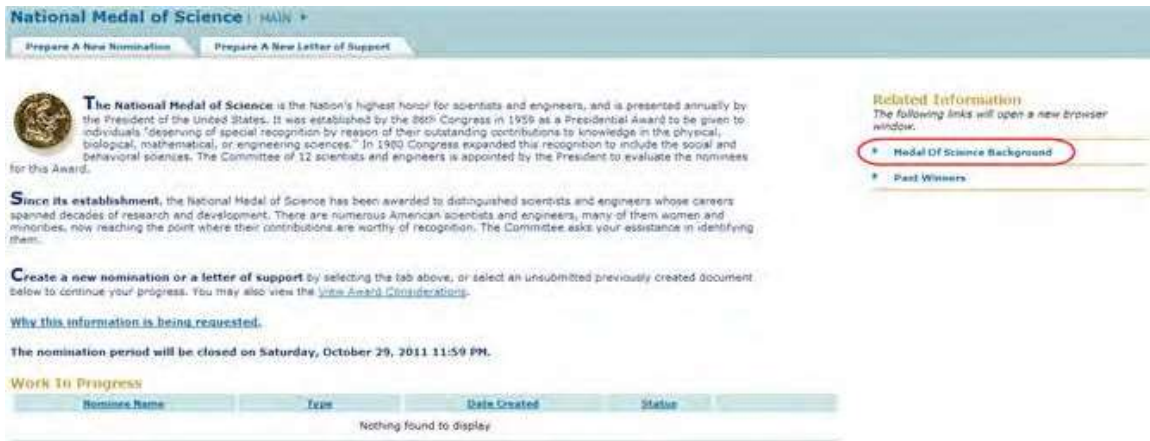 National Medal of Science | MAIN
Prepare A New Nomination Prepare A New Letter of Support
The National Medal of Science is the Nation's highest honor for scientists and engineers, and is presented annually by
the President of the United States. It was established by the 86th Congress in 1959 as a Presidential Award to be given to
individuals "deserving of special recognition by reason of their outstanding contributions to knowledge in the physical,
biological, mathematical, or engineering sciences." In 1980 Congress expanded this recognition to include the social and
behavioral sciences. The Committee of 12 scientists and engineers is appointed by the President to evaluate the nominees
for this Award.
Since its establishment, the National Medal of Science has been awarded to distinguished scientists and engineers whose careers
spanned decades of research and development. There are numerous American scientists and engineers, many of them women and
minorities, now reaching the point where their contributions are worthy of recognition. The Committee asks your assistance in identifying
them.
Create a new nomination or a letter of support by selecting the tab above, or select an unsubmitted previously created document
below to continue your progress. You may also view the View Award Considerations.
Why this information is being requested.
The nomination period will be closed on Saturday, October 29, 2011 11:59 PM.
Work In Progress
Nominee Name Type Date Created Status
Nothing found to display
Related Information
The following links will open a new browser
window.
Medal Of Science Background
Past Winners